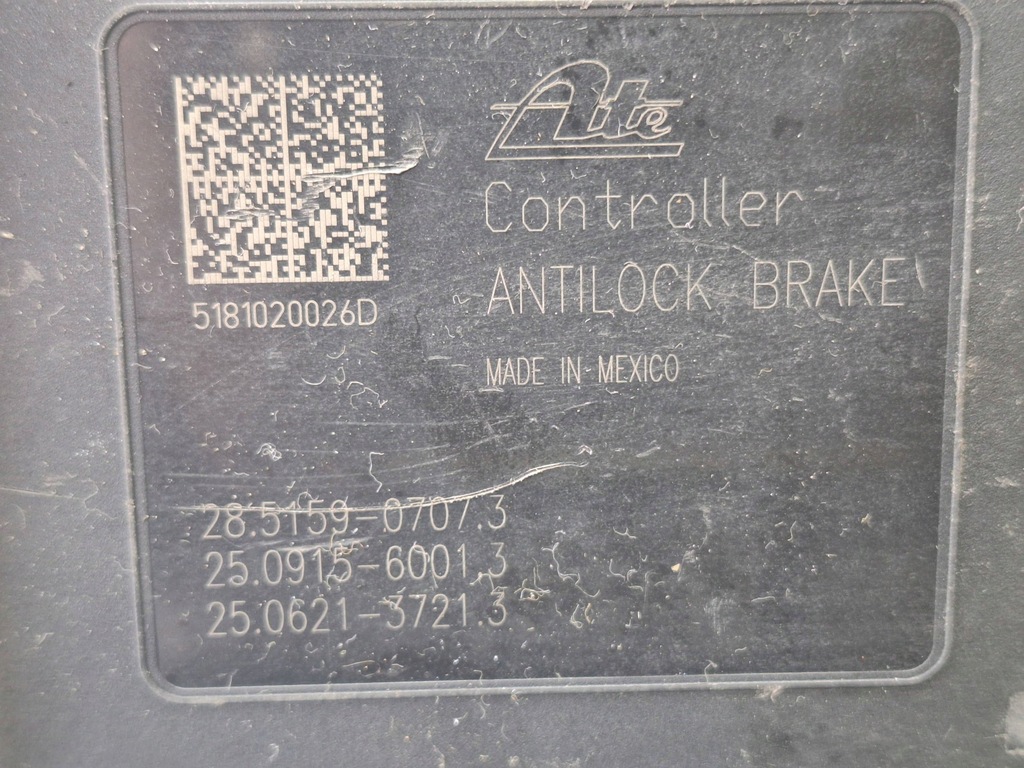 Ate
Controller
ANTILOCK BRAKE
5181020026D
MADE IN MEXICO
28.5159-0707.3
25.0915-6001.3
25.0621-3721.3